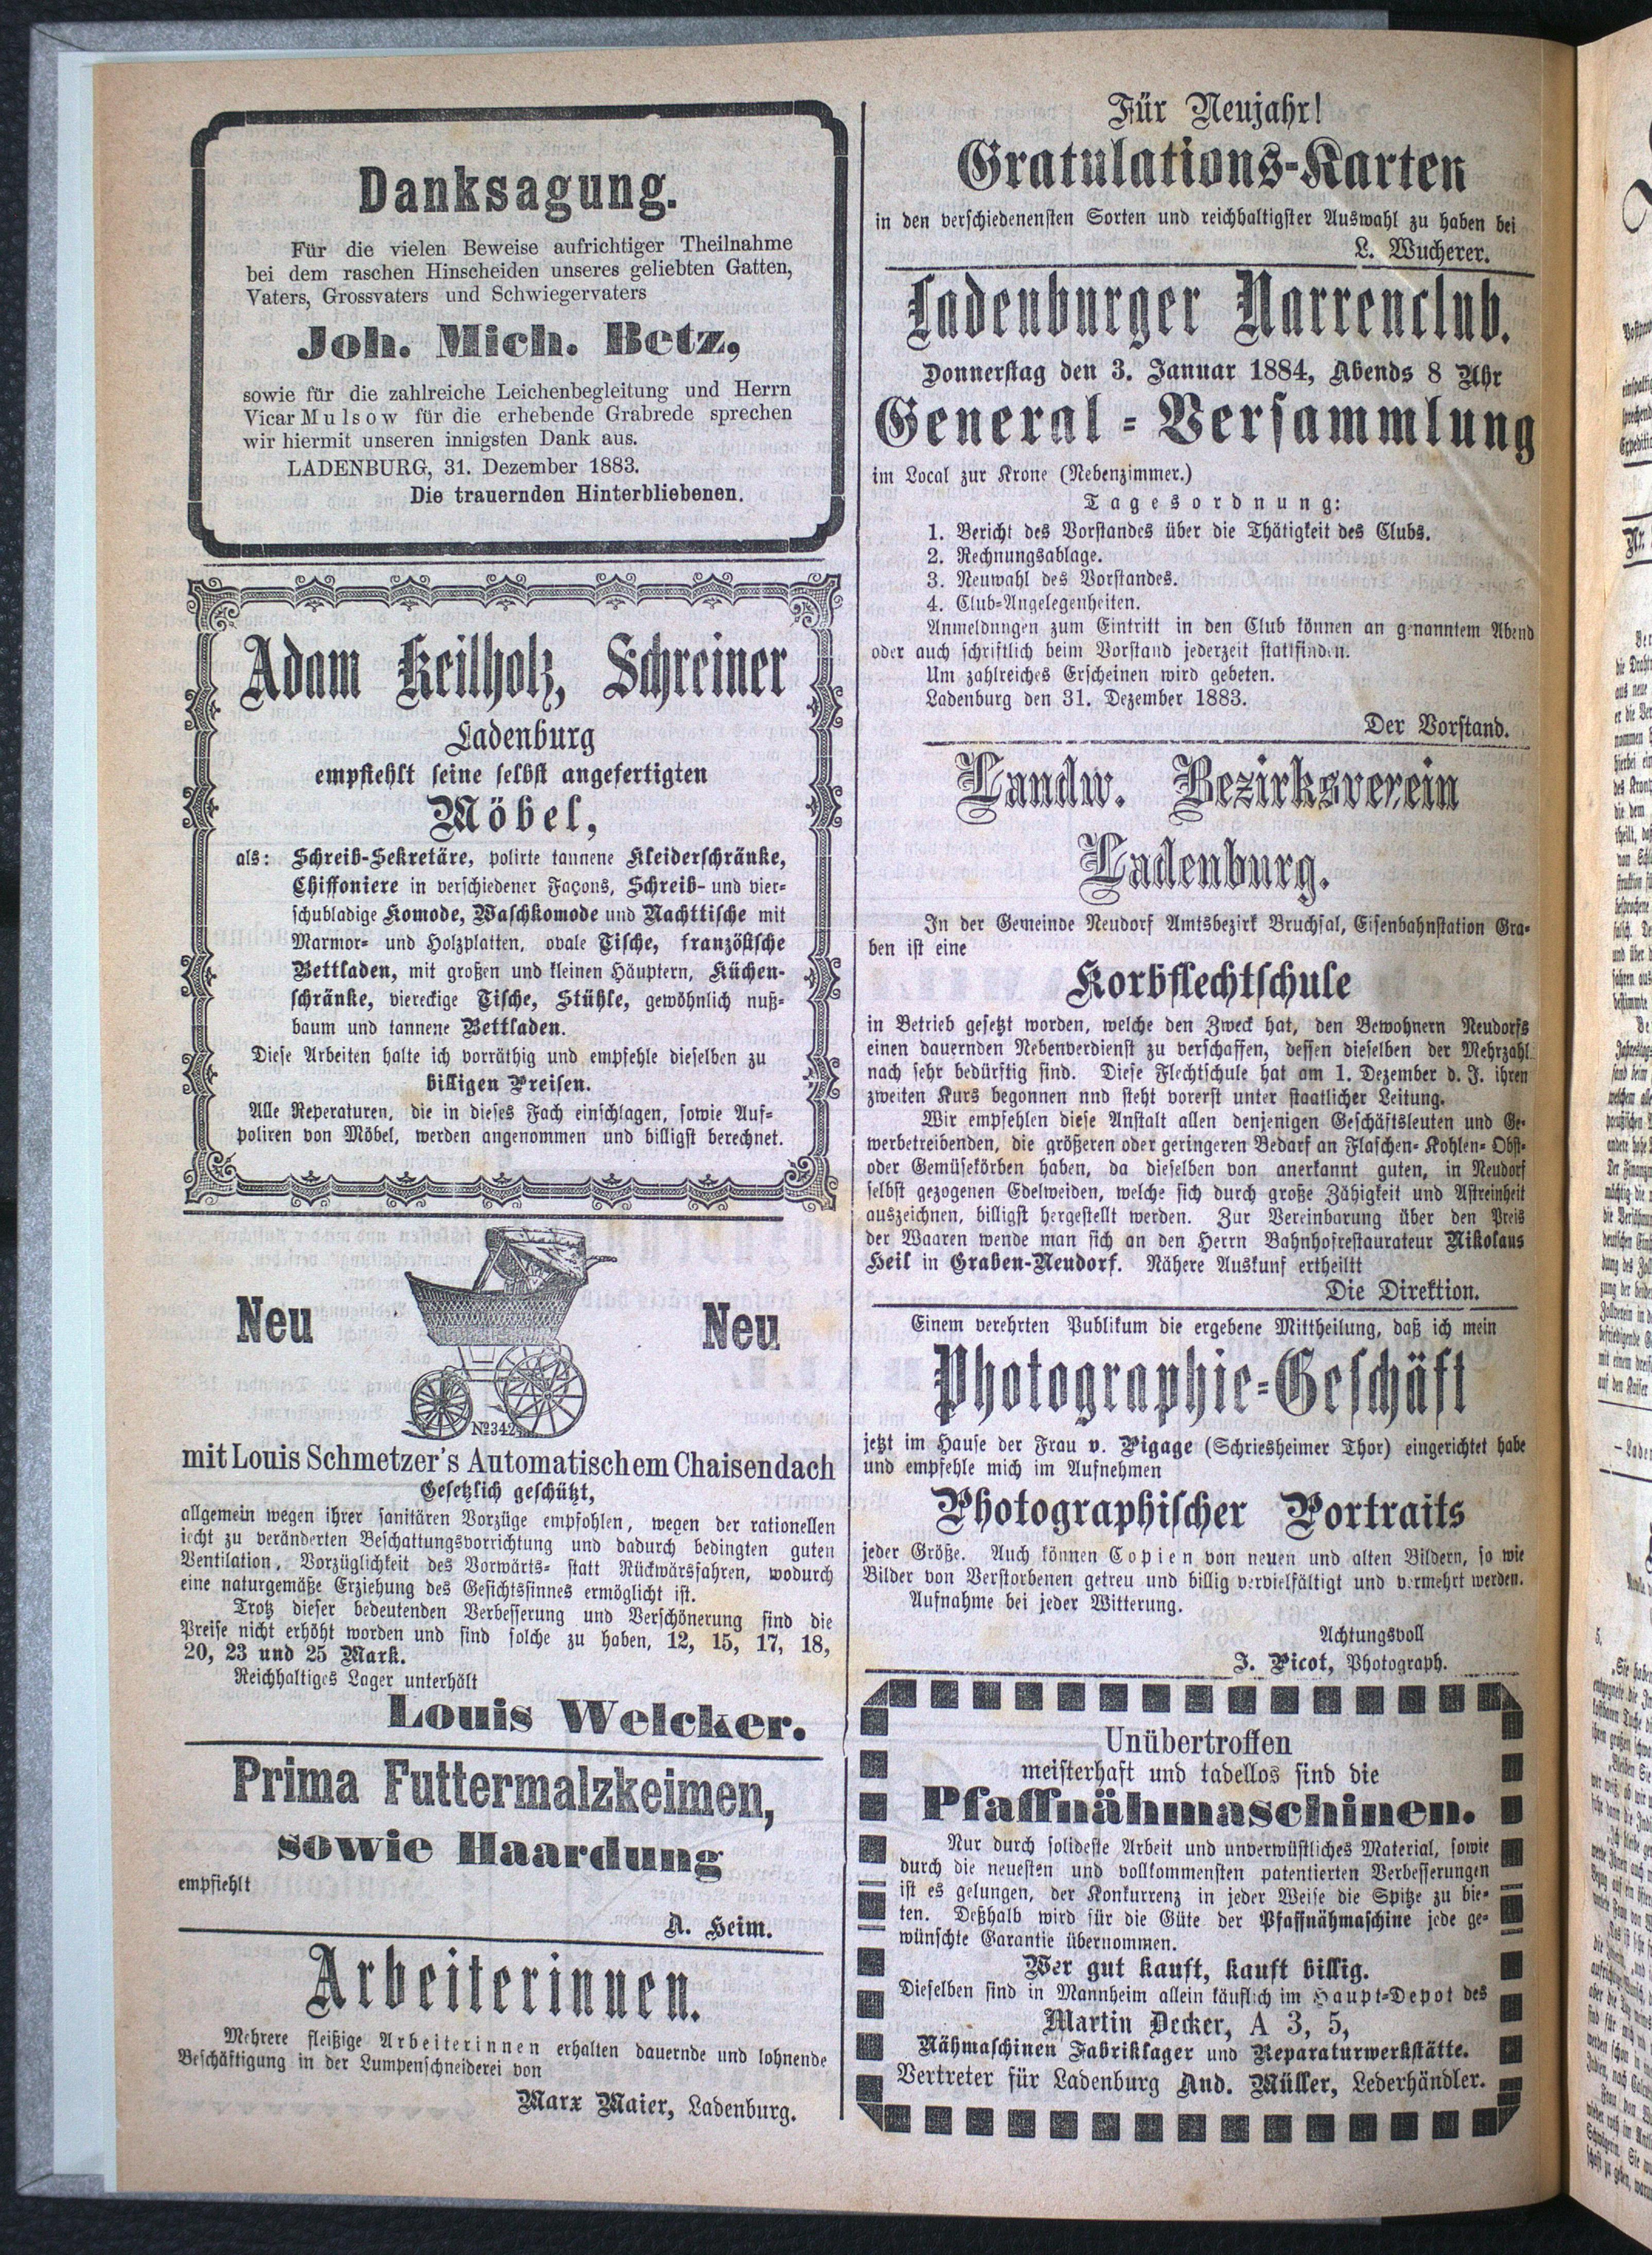 Danksagung.
Für die vielen Beweise aufrichtiger Theilnahme
bei dem raschen Hinscheiden unseres geliebten Gatten,
Vaters, Grossvaters und Schwiegervaters
Joh. Mich. Betz,
sowie für die zahlreiche Leichenbegleitung und Herrn
Vicar Mulsow für die erhebende Grabrede sprechen
wir hiermit unseren innigsten Dank aus.
LADENBURG, 31. Dezember 1883.
Die trauernden Hinterbliebenen.
Adam Keilholz, Schreiner
Ladenburg
empfiehlt seine selbst angefertigten
Möbel,
als: Schreib-Sekretäre, polirte tannene Kleiderschränke,
Chiffoniere in verschiedener Façons, Schreib- und vier-
schubladige Komode, Waschkomode und Nachttische mit
Marmor- und Holzplatten, ovale Tische, französische
Bettladen, mit großen und kleinen Häuptern, Küchen-
schränke, viereckige Tische, Stühle, gewöhnlich nuß-
baum und tannene Bettladen.
Diese Arbeiten halte ich vorräthig und empfehle dieselben zu
billigen Preisen.
Alle Reperaturen, die in dieses Fach einschlagen, sowie Auf-
poliren von Möbel, werden angenommen und billigst berechnet.
Neu Neu
No 342
mit Louis Schmetzer's Automatischem Chaisendach
Gesetzlich geschützt,
allgemein wegen ihrer sanitären Vorzüge empfohlen, wegen der rationellen
jecht zu veränderten Beschattungsvorrichtung und dadurch bedingten guten
Ventilation, Vorzüglichkeit des Vorwärts- statt Rückwärsfahren, wodurch
eine naturgemäße Erziehung des Gesichtssinnes ermöglicht ist.
Trotz dieser bedeutenden Verbesserung und Verschönerung sind die
Preise nicht erhöht worden und sind solche zu haben, 12, 15, 17, 18,
20, 23 und 25 Mark.
Reichhaltiges Lager unterhält
Louis Welcker.
Prima Futtermalzkeimen,
sowie Haardung
empfiehlt
A. Heim.
Arbeiterinnen.
Mehrere fleißige Arbeiterinnen erhalten dauernde und lohnende
Beschäftigung in der Lumpenschneiderei von
Marx Maier, Ladenburg.
Für Neujahr!
Gratulations-Karten
in den verschiedenensten Sorten und reichhaltigster Auswahl zu haben bei
L. Wucherer.
Ladenburger Narrenclub.
Donnerstag den 3. Januar 1884, Abends 8 Uhr
General-Versammlung
im Local zur Krone (Nebenzimmer.)
Tagesordnung:
1. Bericht des Vorstandes über die Thätigkeit des Clubs.
2. Rechnungsablage.
3. Neuwahl des Vorstandes.
4. Club-Angelegenheiten.
Anmeldungen zum Eintritt in den Club können an genanntem Abend
oder auch schriftlich beim Vorstand jederzeit stattfinden.
Um zahlreiches Erscheinen wird gebeten.
Ladenburg den 31. Dezember 1883.
Der Vorstand.
Landw. Bezirksverein
Ladenburg.
In der Gemeinde Neudorf Amtsbezirk Bruchsal, Eisenbahnstation Gra-
ben ist eine
Korbflechtschule
in Betrieb gesetzt worden, welche den Zweck hat, den Bewohnern Neudorfs
einen dauernden Nebenverdienst zu verschaffen, dessen dieselben der Mehrzahl
nach sehr bedürftig sind. Diese Flechtschule hat am 1. Dezember d. J. ihren
zweiten Kurs begonnen nnd steht vorerst unter staatlicher Leitung.
Wir empfehlen diese Anstalt allen denjenigen Geschäftsleuten und Ge-
werbetreibenden, die größeren oder geringeren Bedarf an Flaschen- Kohlen- Obst-
oder Gemüsekörben haben, da dieselben von anerkannt guten, in Neudorf
selbst gezogenen Edelweiden, welche sich durch große Zähigkeit und Astreinheit
auszeichnen, billigst hergestellt werden. Zur Vereinbarung über den Preis
der Waaren wende man sich an den Herrn Bahnhofrestaurateur Nikolaus
Heil in Graben-Neudorf. Nähere Auskunf ertheiltt
Die Direktion.
Einem verehrten Publikum die ergebene Mittheilung, daß ich mein
Photographie-Geschäft
jetzt im Hause der Frau v. Pigage (Schriesheimer Thor) eingerichtet habe
und empfehle mich im Aufnehmen
Photographischer Portraits
jeder Größe. Auch können Copien von neuen und alten Bildern, so wie
Bilder von Verstorbenen getreu und billig vervielfältigt und vermehrt werden.
Aufnahme bei jeder Witterung.
Achtungsvoll
J. Picot, Photograph.
Unübertroffen
meisterhaft und tadellos sind die
Pfaffnähmaschinen.
Nur durch solideste Arbeit und unverwüstliches Material, sowie
durch die neuesten und vollkommensten patentierten Verbesserungen
ist es gelungen, der Konkurrenz in jeder Weise die Spitze zu bie-
ten. Deßhalb wird für die Güte der Pfaffnähmaschine jede ge-
wünschte Garantie übernommen.
Wer gut kauft, kauft billig.
Dieselben sind in Mannheim allein käuflich im Haupt-Depot des
Martin Decker, A 3, 5,
Nähmaschinen Fabriklager und Reparaturwerkstätte.
Vertreter für Ladenburg And. Müller, Lederhändler.